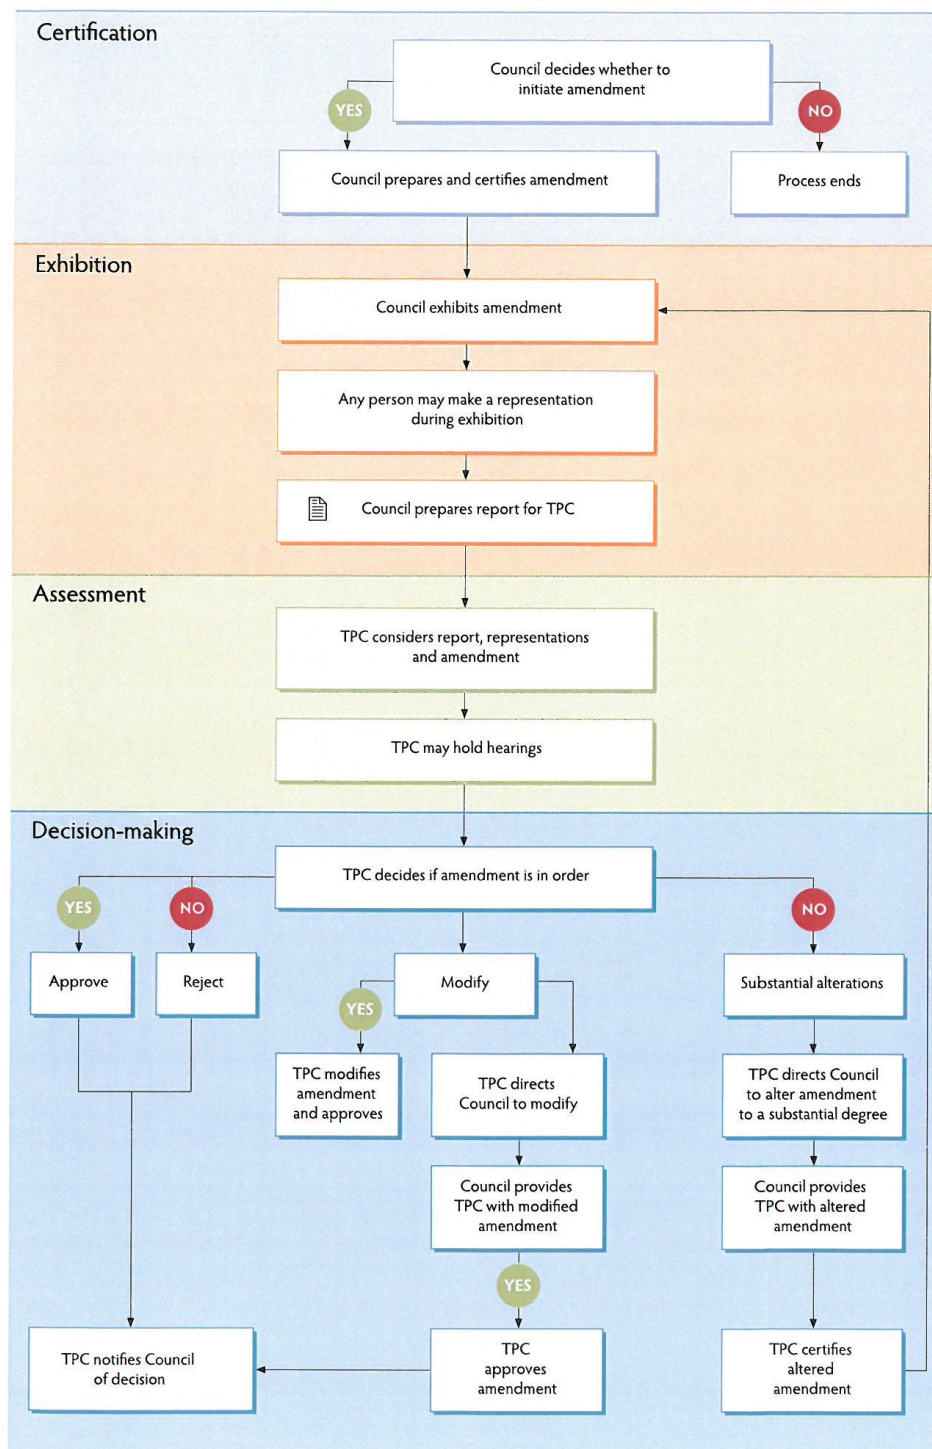 Certification
Council decides whether to
initiate amendment
YES
NO
Council prepares and certifies amendment
Process ends
Exhibition
Council exhibits amendment
Any person may make a representation
during exhibition
Council prepares report for TPC
Assessment
TPC considers report, representations
and amendment
TPC may hold hearings
Decision-making
TPC decides if amendment is in order
YES
NO
NO
Approve
Reject
Modify
Substantial alterations
YES
TPC modifies
amendment
and approves
TPC directs
Council to modify
TPC directs Council
to alter amendment
to a substantial degree
Council provides
TPC with modified
amendment
Council provides
TPC with altered
amendment
YES
TPC notifies Council
of decision
TPC
approves
amendment
TPC certifies
altered
amendment